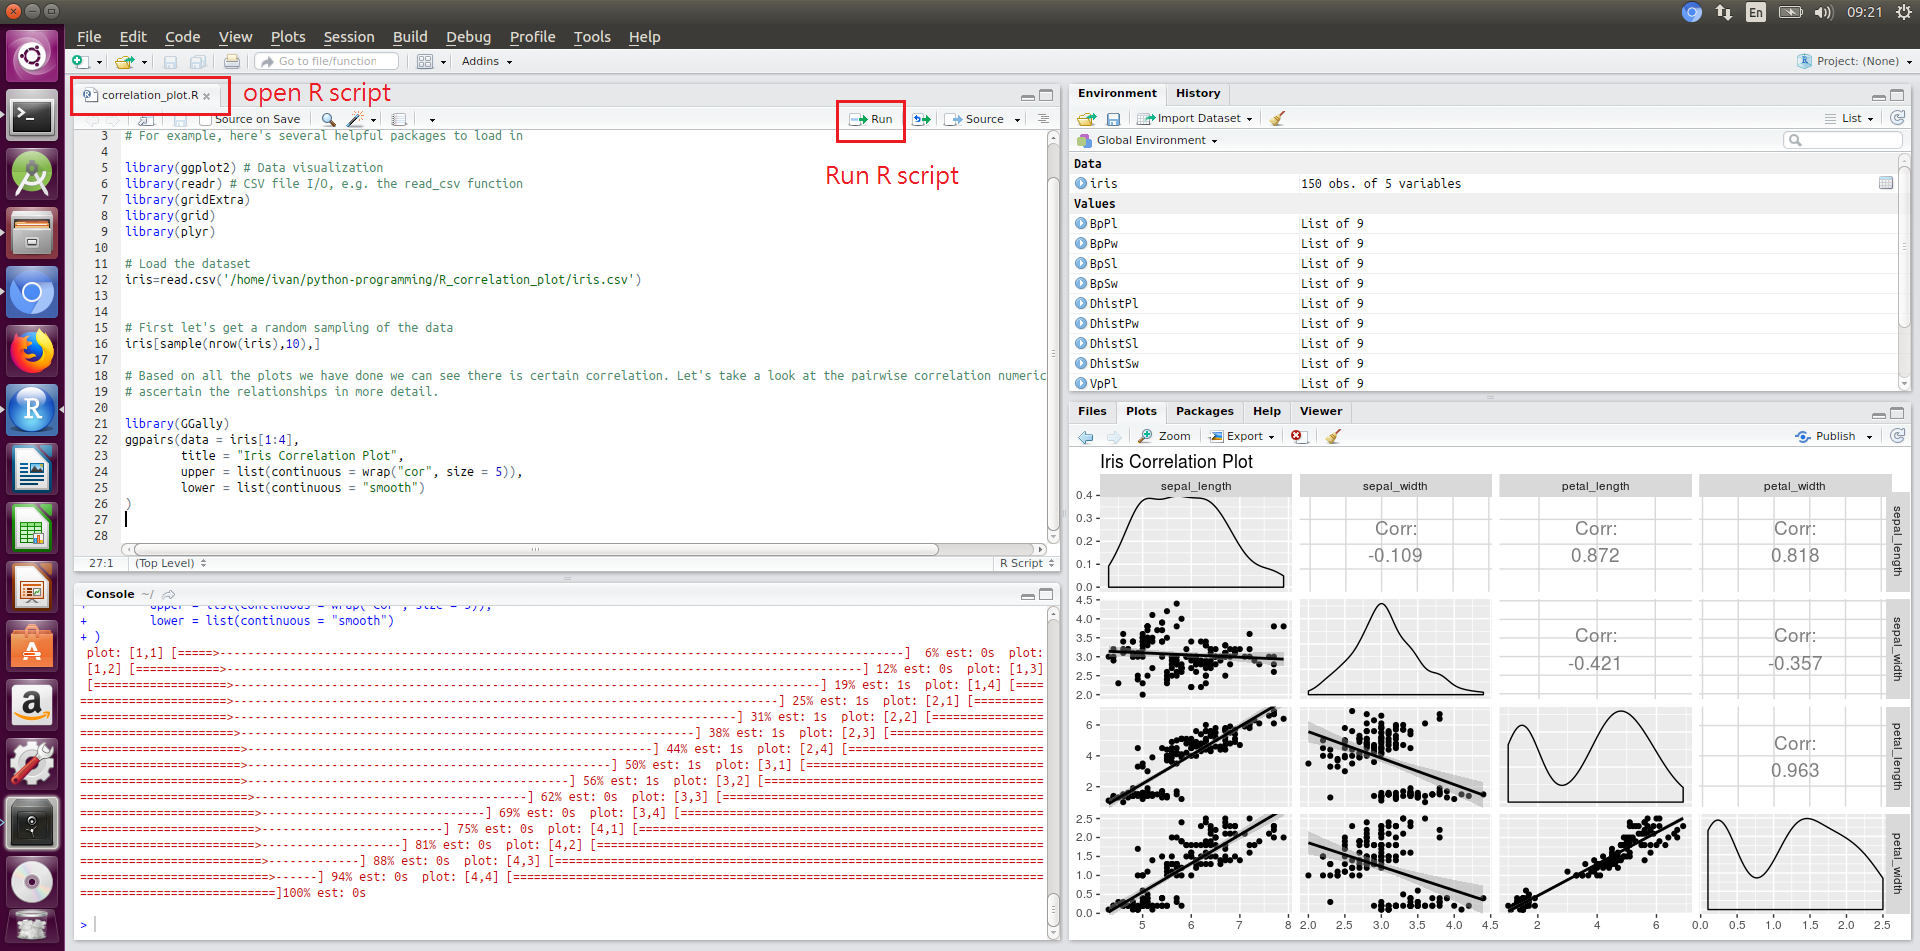 En 09:21
File Edit Code View Plots Session Build Debug Profile Tools Help
Go to file/function Addins Project: (None)
correlation_plot.R open R script
Source on Save Run Source
Run R script
3 # For example, here's several helpful packages to load in
4
5 library(ggplot2) # Data visualization
6 library(readr) # CSV file I/O, e.g. the read_csv function
7 library(gridExtra)
8 library(grid)
9 library(plyr)
10
11 # Load the dataset
12 iris=read.csv('/home/ivan/python-programming/R_correlation_plot/iris.csv')
13
14
15 # First let's get a random sampling of the data
16 iris[sample(nrow(iris),10),]
17
18 # Based on all the plots we have done we can see there is certain correlation. Let's take a look at the pairwise correlation numeric
19 # ascertain the relationships in more detail.
20
21 library(GGally)
22 ggpairs(data = iris[1:4],
23 title = "Iris Correlation Plot",
24 upper = list(continuous = wrap("cor", size = 5)),
25 lower = list(continuous = "smooth")
26 )
27
28
27:1 (Top Level) R Script
Console ~/
upper = list(continuous = wrap("cor", size = 5)),
+ lower = list(continuous = "smooth")
+ )
plot: [1,1] [=====>-----] 6% est: 0s plot:
[1,2] [============>-----] 12% est: 0s plot: [1,3]
[===================>-----] 19% est: 1s plot: [1,4] [====
=====================>-----] 25% est: 1s plot: [2,1] [==========
=====================>-----] 31% est: 1s plot: [2,2] [================
======================>-----] 38% est: 1s plot: [2,3] [======================
======================>-----] 44% est: 1s plot: [2,4] [============================
=======================>-----] 50% est: 1s plot: [3,1] [==================================
=======================>-----] 56% est: 1s plot: [3,2] [========================================
========================>-----] 62% est: 0s plot: [3,3] [==============================================
=========================>-----] 69% est: 0s plot: [3,4] [====================================================
=========================>-----] 75% est: 0s plot: [4,1] [==========================================================
==========================>-----] 81% est: 0s plot: [4,2] [================================================================
==========================>-----] 88% est: 0s plot: [4,3] [======================================================================
===========================>------] 94% est: 0s plot: [4,4] [============================================================================
============================]100% est: 0s
>
Environment History
Import Dataset List
Global Environment
Data
iris 150 obs. of 5 variables
Values
BpPl List of 9
BpPw List of 9
BpSl List of 9
BpSw List of 9
DhistPl List of 9
DhistPw List of 9
DhistSl List of 9
DhistSw List of 9
VpPl List of 9
Files Plots Packages Help Viewer
Zoom Export Publish
Iris Correlation Plot
sepal_length sepal_width petal_length petal_width
0.4
0.3
0.2
0.1
0.0
Corr:
-0.109
Corr:
0.872
Corr:
0.818
sepal_length
4.5
4.0
3.5
3.0
2.5
2.0
Corr:
-0.421
Corr:
-0.357
sepal_width
6
4
2
Corr:
0.963
petal_length
2.5
2.0
1.5
1.0
0.5
0.0
petal_width
5 6 7 8 2.0 2.5 3.0 3.5 4.0 4.5 2 4 6 0.0 0.5 1.0 1.5 2.0 2.5